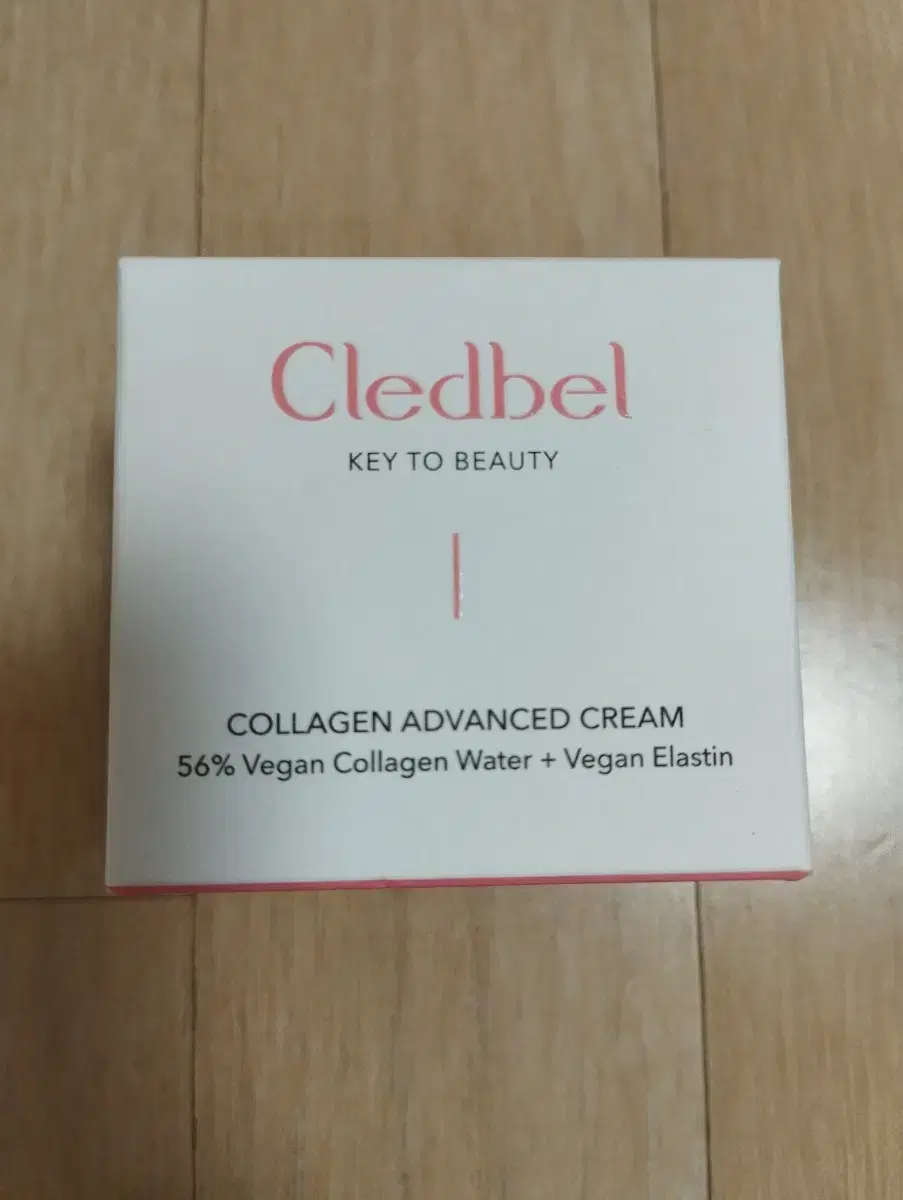 Cledbel
KEY TO BEAUTY
COLLAGEN ADVANCED CREAM
56% Vegan Collagen Water + Vegan Elastin